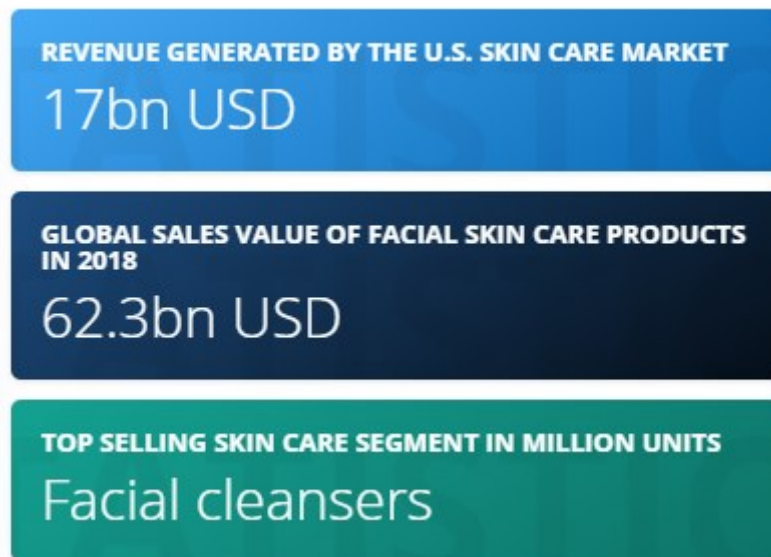 REVENUE GENERATED BY THE U.S. SKIN CARE MARKET
17bn USD
GLOBAL SALES VALUE OF FACIAL SKIN CARE PRODUCTS
IN 2018
62.3bn USD
TOP SELLING SKIN CARE SEGMENT IN MILLION UNITS
Facial cleansers